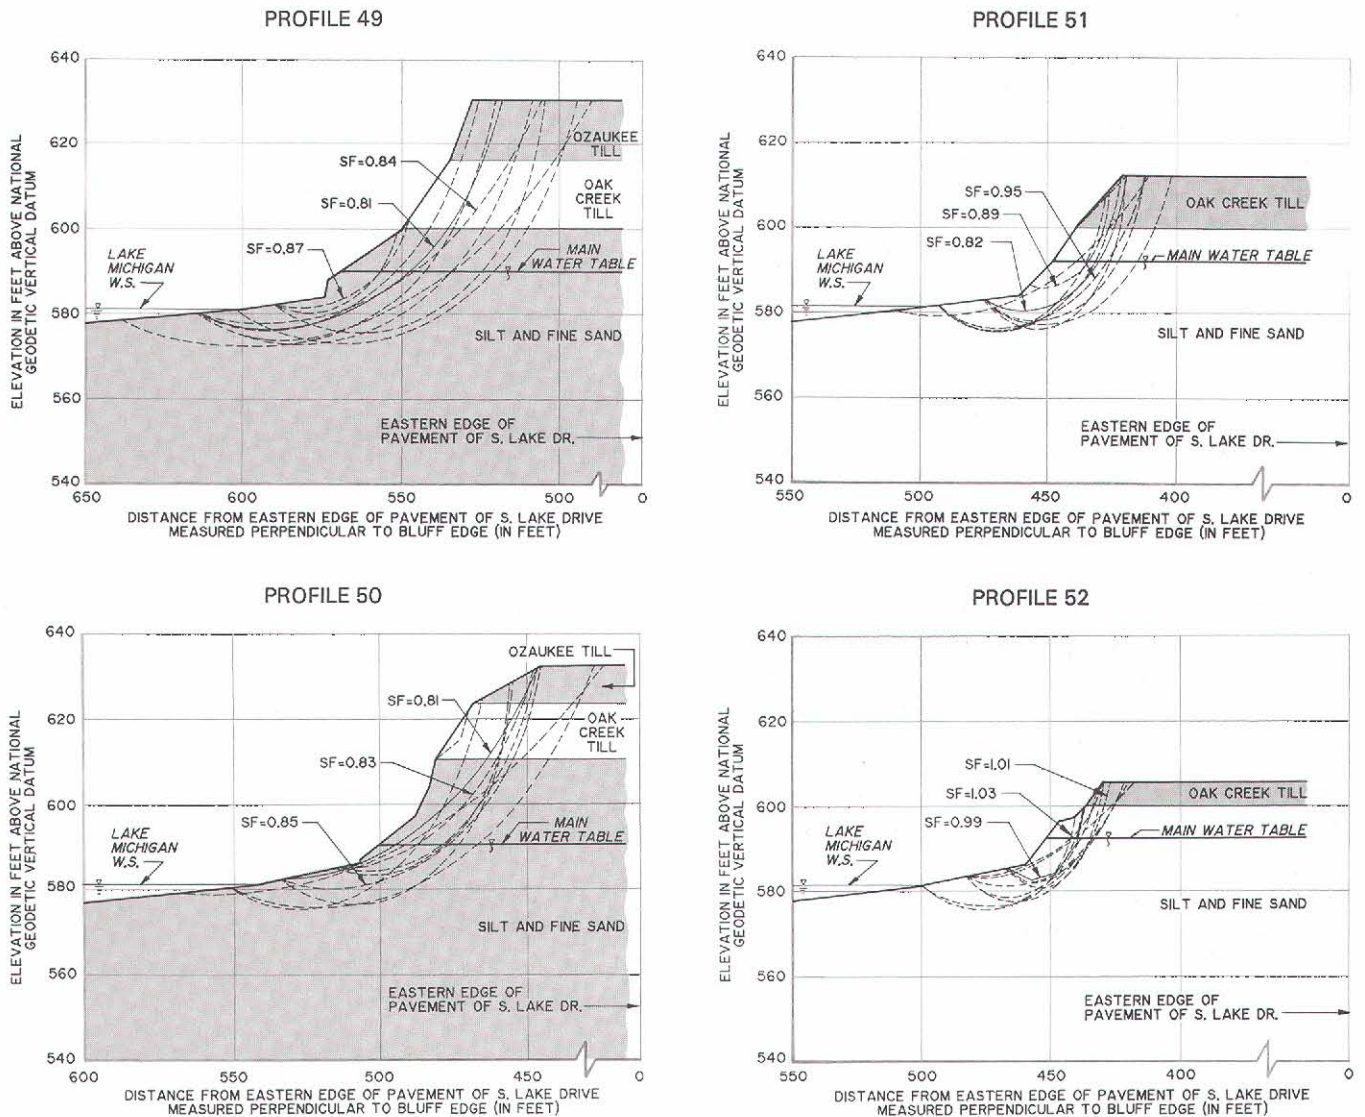 PROFILE 49
ELEVATION IN FEET ABOVE NATIONAL
GEODETIC VERTICAL DATUM
640
620
600
580
560
540
OZAUKEE
TILL
SF=0.84
OAK
CREEK
TILL
SF=0.81
SF=0.87
LAKE
MICHIGAN
W.S.
MAIN
WATER TABLE
SILT AND FINE SAND
EASTERN EDGE OF
PAVEMENT OF S. LAKE DR.
650
600
550
500
0
DISTANCE FROM EASTERN EDGE OF PAVEMENT OF S. LAKE DRIVE
MEASURED PERPENDICULAR TO BLUFF EDGE (IN FEET)
PROFILE 51
ELEVATION IN FEET ABOVE NATIONAL
GEODETIC VERTICAL DATUM
640
620
600
580
560
540
SF=0.95
SF=0.89
SF=0.82
OAK CREEK TILL
LAKE
MICHIGAN
W.S.
MAIN WATER TABLE
SILT AND FINE SAND
EASTERN EDGE OF
PAVEMENT OF S. LAKE DR.
550
500
450
400
0
DISTANCE FROM EASTERN EDGE OF PAVEMENT OF S. LAKE DRIVE
MEASURED PERPENDICULAR TO BLUFF EDGE (IN FEET)
PROFILE 50
ELEVATION IN FEET ABOVE NATIONAL
GEODETIC VERTICAL DATUM
640
620
600
580
560
540
OZAUKEE TILL
SF=0.81
OAK
CREEK
TILL
SF=0.83
SF=0.85
LAKE
MICHIGAN
W.S.
MAIN
WATER TABLE
SILT AND FINE SAND
EASTERN EDGE OF
PAVEMENT OF S. LAKE DR.
600
550
500
450
0
DISTANCE FROM EASTERN EDGE OF PAVEMENT OF S. LAKE DRIVE
MEASURED PERPENDICULAR TO BLUFF EDGE (IN FEET)
PROFILE 52
ELEVATION IN FEET ABOVE NATIONAL
GEODETIC VERTICAL DATUM
640
620
600
580
560
540
SF=1.01
SF=1.03
SF=0.99
OAK CREEK TILL
LAKE
MICHIGAN
W.S.
MAIN WATER TABLE
SILT AND FINE SAND
EASTERN EDGE OF
PAVEMENT OF S. LAKE DR.
550
500
450
400
0
DISTANCE FROM EASTERN EDGE OF PAVEMENT OF S. LAKE DRIVE
MEASURED PERPENDICULAR TO BLUFF EDGE (IN FEET)